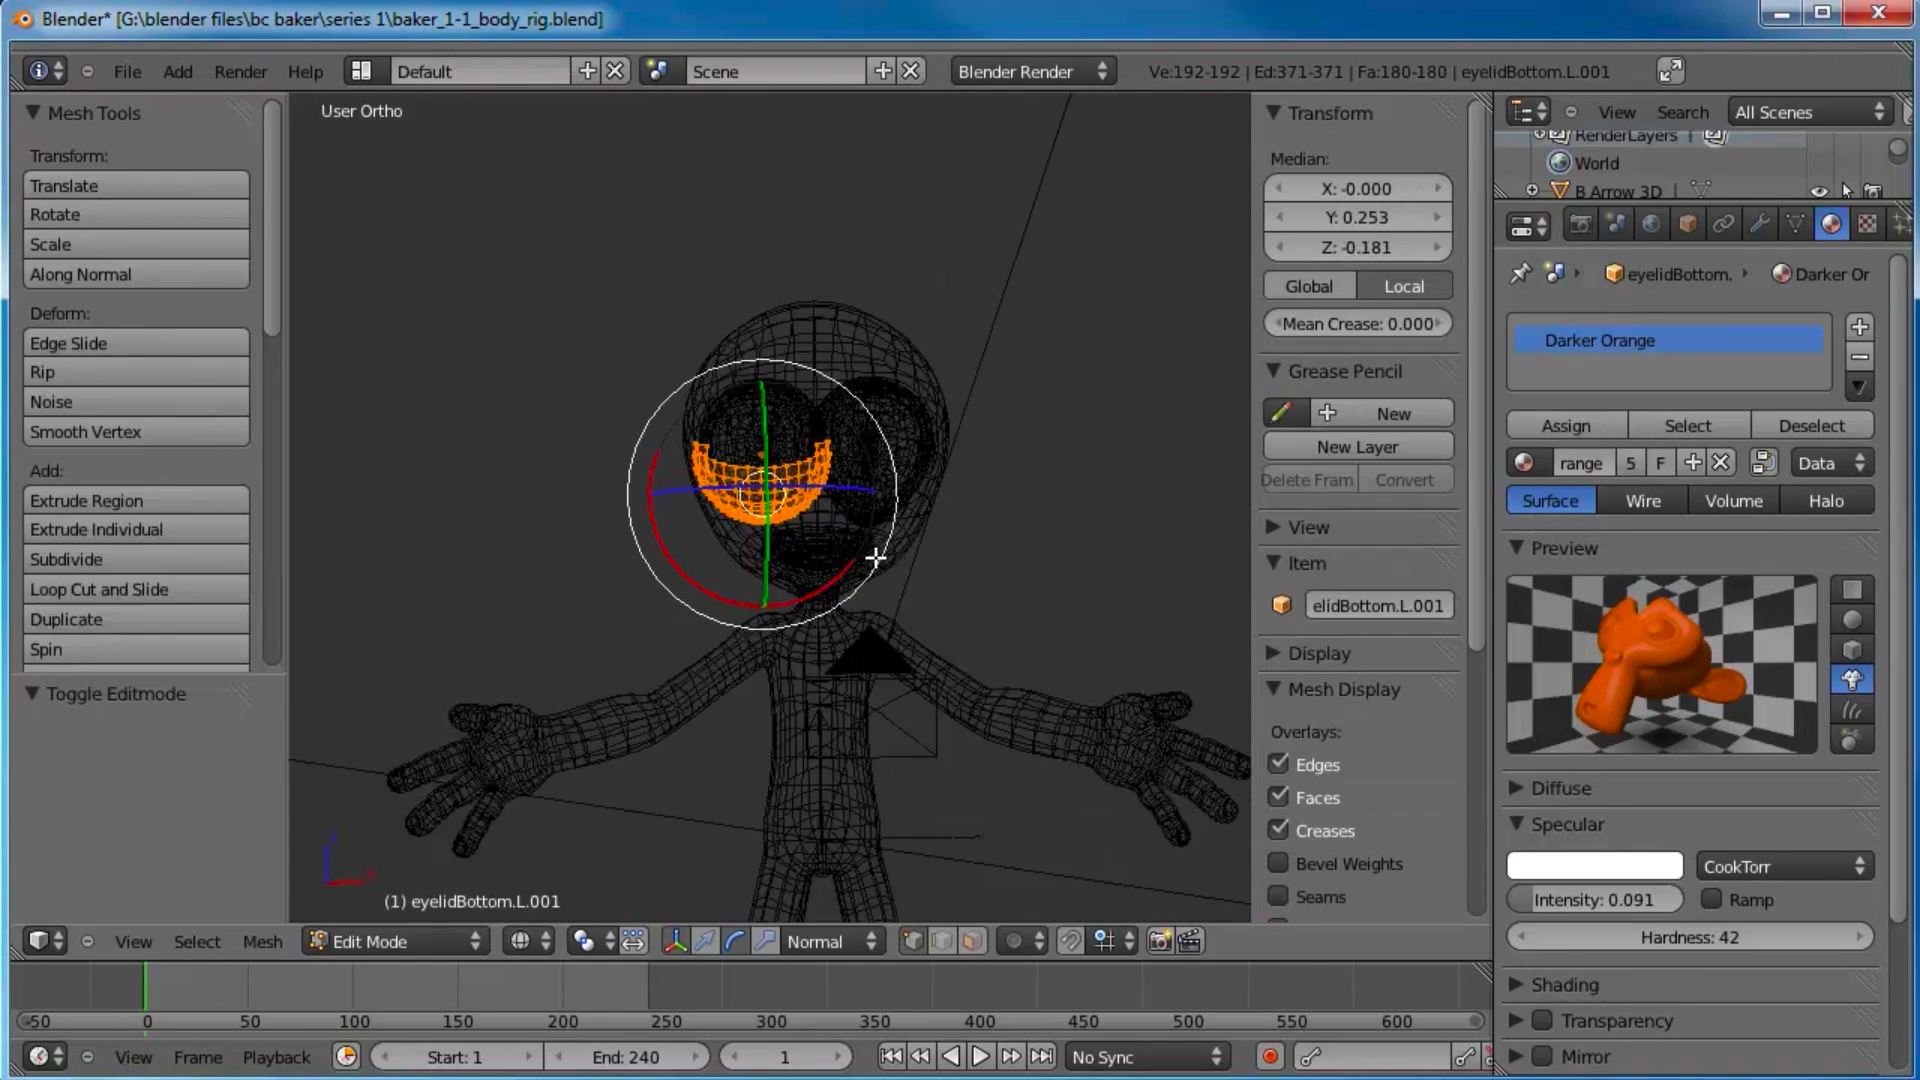 Blender* [G:\blender files\bc baker\series 1\baker_1-1_body_rig.blend]
File Add Render Help Default Scene Blender Render Ve:192-192 | Ed:371-371 | Fa:180-180 | eyelidBottom.L.001
Mesh Tools
Transform:
Translate
Rotate
Scale
Along Normal
Deform:
Edge Slide
Rip
Noise
Smooth Vertex
Add:
Extrude Region
Extrude Individual
Subdivide
Loop Cut and Slide
Duplicate
Spin
Toggle Editmode
User Ortho
(1) eyelidBottom.L.001
Transform
Median:
X: -0.000
Y: 0.253
Z: -0.181
Global Local
Mean Crease: 0.000
Grease Pencil
New
New Layer
Delete Fram Convert
View
Item
elidBottom.L.001
Display
Mesh Display
Overlays:
Edges
Faces
Creases
Bevel Weights
Seams
View Search All Scenes
RenderLayers |
World
B Arrow 3D |
eyelidBottom. Darker Or
Darker Orange
Assign Select Deselect
range 5 F Data
Surface Wire Volume Halo
Preview
Diffuse
Specular
CookTorr
Intensity: 0.091 Ramp
Hardness: 42
Shading
Transparency
Mirror
View Select Mesh Edit Mode Normal
-50 0 50 100 150 200 250 300 350 400 450 500 550 600
View Frame Playback Start: 1 End: 240 1 No Sync